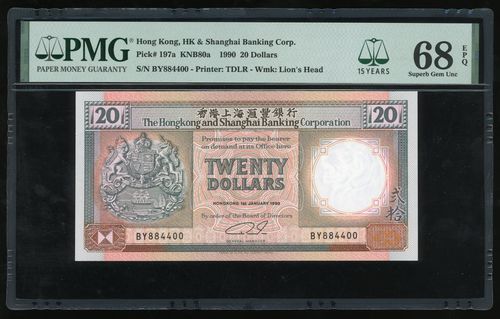 PMG
PAPER MONEY GUARANTY
Hong Kong, HK & Shanghai Banking Corp.
Pick# 197a KNB80a 1990 20 Dollars
S/N BY884400 - Printer: TDLR - Wmk: Lion's Head
15 YEARS
68 EPQ
Superb Gem Unc
20
香港上海滙豐銀行
20
The Hongkong and Shanghai Banking Corporation
Promises to pay the bearer
on demand at its Office here
TWENTY
DOLLARS
HONGKONG 1st JANUARY 1990
By order of the Board of Directors
GENERAL MANAGER
BY884400
BY884400
贰拾